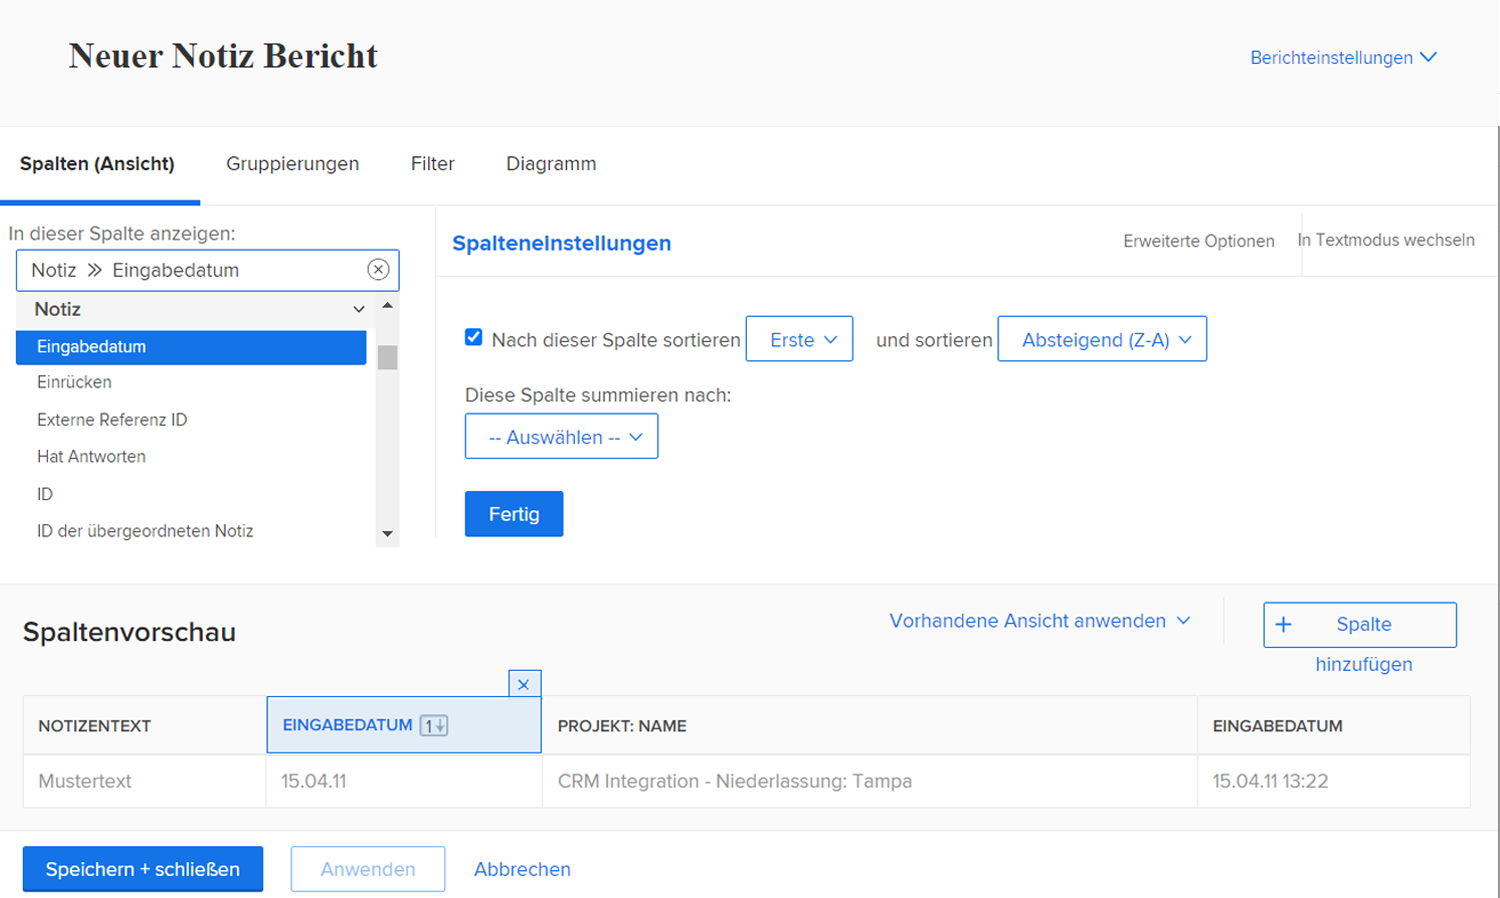 Neuer Notiz Bericht
Berichteinstellungen
Spalten (Ansicht)
Gruppierungen
Filter
Diagramm
In dieser Spalte anzeigen:
Notiz » Eingabedatum
Notiz
Eingabedatum
Einrücken
Externe Referenz ID
Hat Antworten
ID
ID der übergeordneten Notiz
Spalteneinstellungen
Erweiterte Optionen
In Textmodus wechseln
Nach dieser Spalte sortieren Erste und sortieren Absteigend (Z-A)
Diese Spalte summieren nach:
-- Auswählen --
Fertig
Spaltenvorschau
Vorhandene Ansicht anwenden
+ Spalte
hinzufügen
NOTIZENTEXT
EINGABEDATUM 1
PROJEKT: NAME
EINGABEDATUM
Mustertext
15.04.11
CRM Integration - Niederlassung: Tampa
15.04.11 13:22
Speichern + schließen
Anwenden
Abbrechen